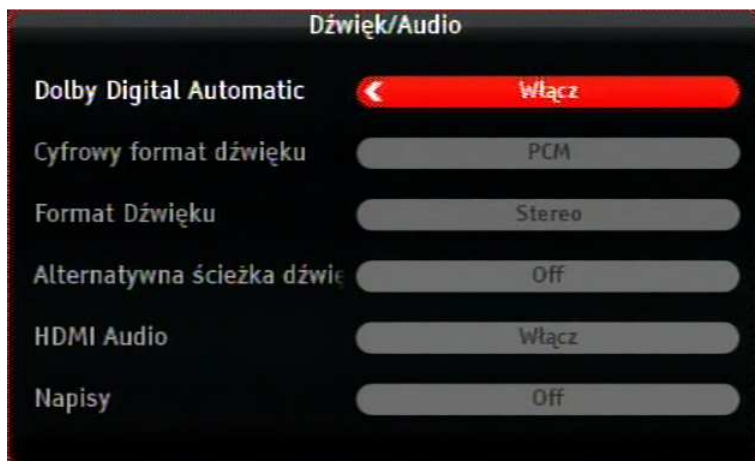 Dźwięk/Audio
Dolby Digital Automatic Włącz
Cyfrowy format dźwięku PCM
Format Dźwięku Stereo
Alternatywna ścieżka dźwię Off
HDMI Audio Włącz
Napisy Off